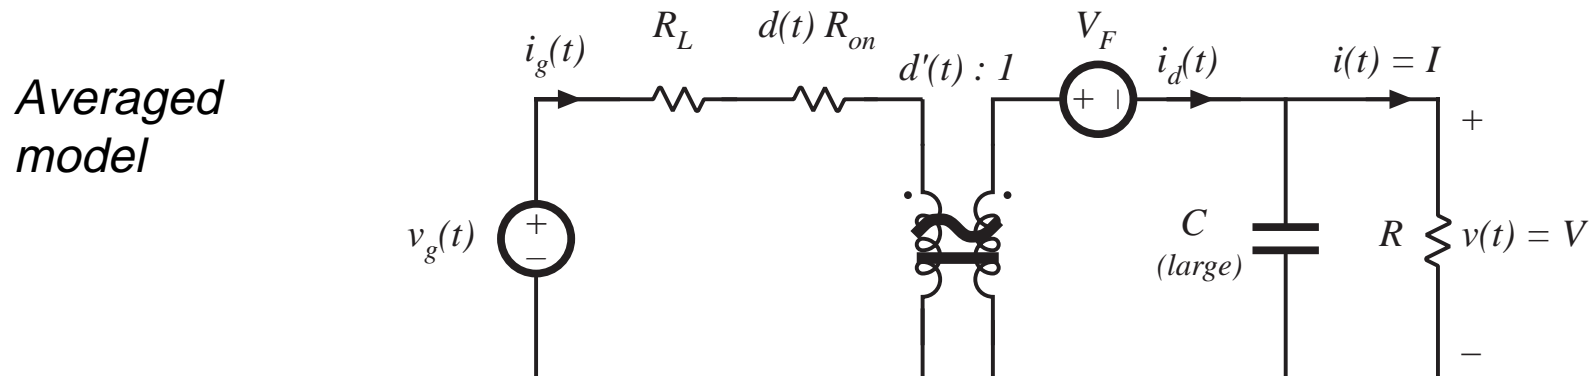 Averaged
model
i_g(t)
R_L
d(t) R_on
d'(t) : 1
V_F
i_d(t)
i(t) = I
+ –
+
v_g(t)
+
–
C
(large)
R
v(t) = V
–